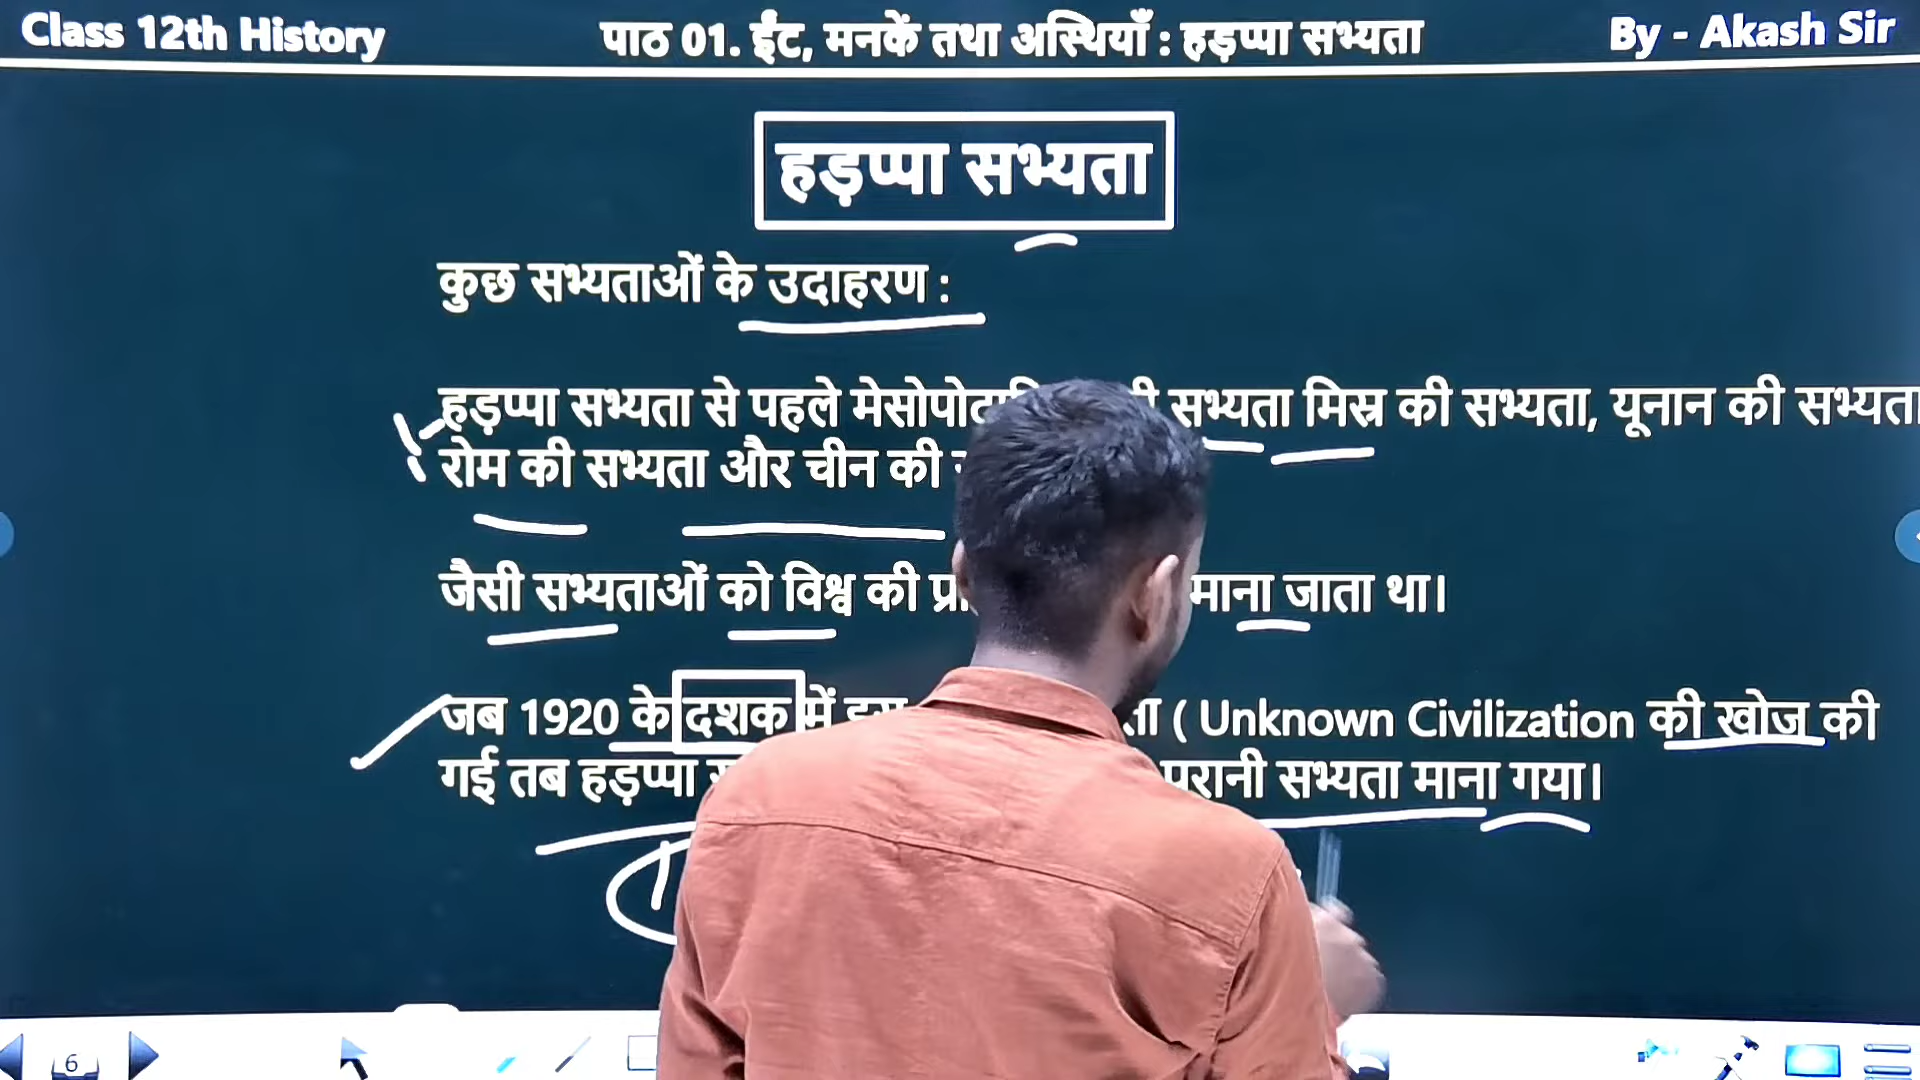 Class 12th History
पाठ 01. ईंट, मनकें तथा अस्थियाँ : हड़प्पा सभ्यता
By - Akash Sir
हड़प्पा सभ्यता
कुछ सभ्यताओं के उदाहरण :
हड़प्पा सभ्यता से पहले सभ्यता मिस्र की सभ्यता, यूनान की सभ्यता
रोम की सभ्यता और चीन की
जैसी सभ्यताओं को विश्व की माना जाता था।
जब 1920 के दशक में ( Unknown Civilization की खोज की
गई तब हड़प्पा सभ्यता माना गया।
6